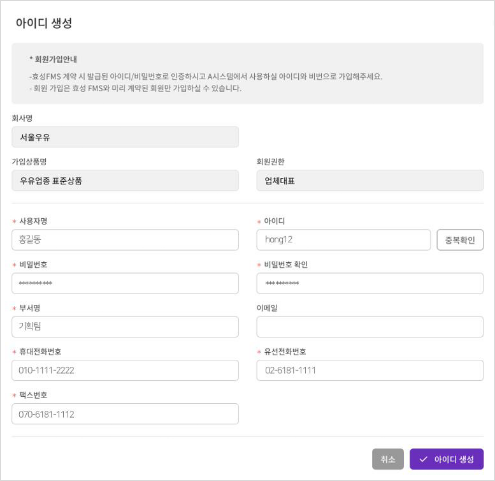 아이디 생성
* 회원가입안내
-효성FMS 계약 시 발급된 아이디/비밀번호로 인증하시고 A시스템에서 사용하실 아이디와 비번으로 가입해주세요.
- 회원 가입은 효성 FMS와 미리 계약된 회원만 가입하실 수 있습니다.
회사명
서울우유
가입상품명
회원권한
우유업종 표준상품
업체대표
* 사용자명
* 아이디
홍길동
hong12
중복확인
* 비밀번호
* 비밀번호 확인
**********
**********
* 부서명
이메일
기획팀
* 휴대전화번호
* 유선전화번호
010-1111-2222
02-6181-1111
* 팩스번호
070-6181-1112
취소
아이디 생성